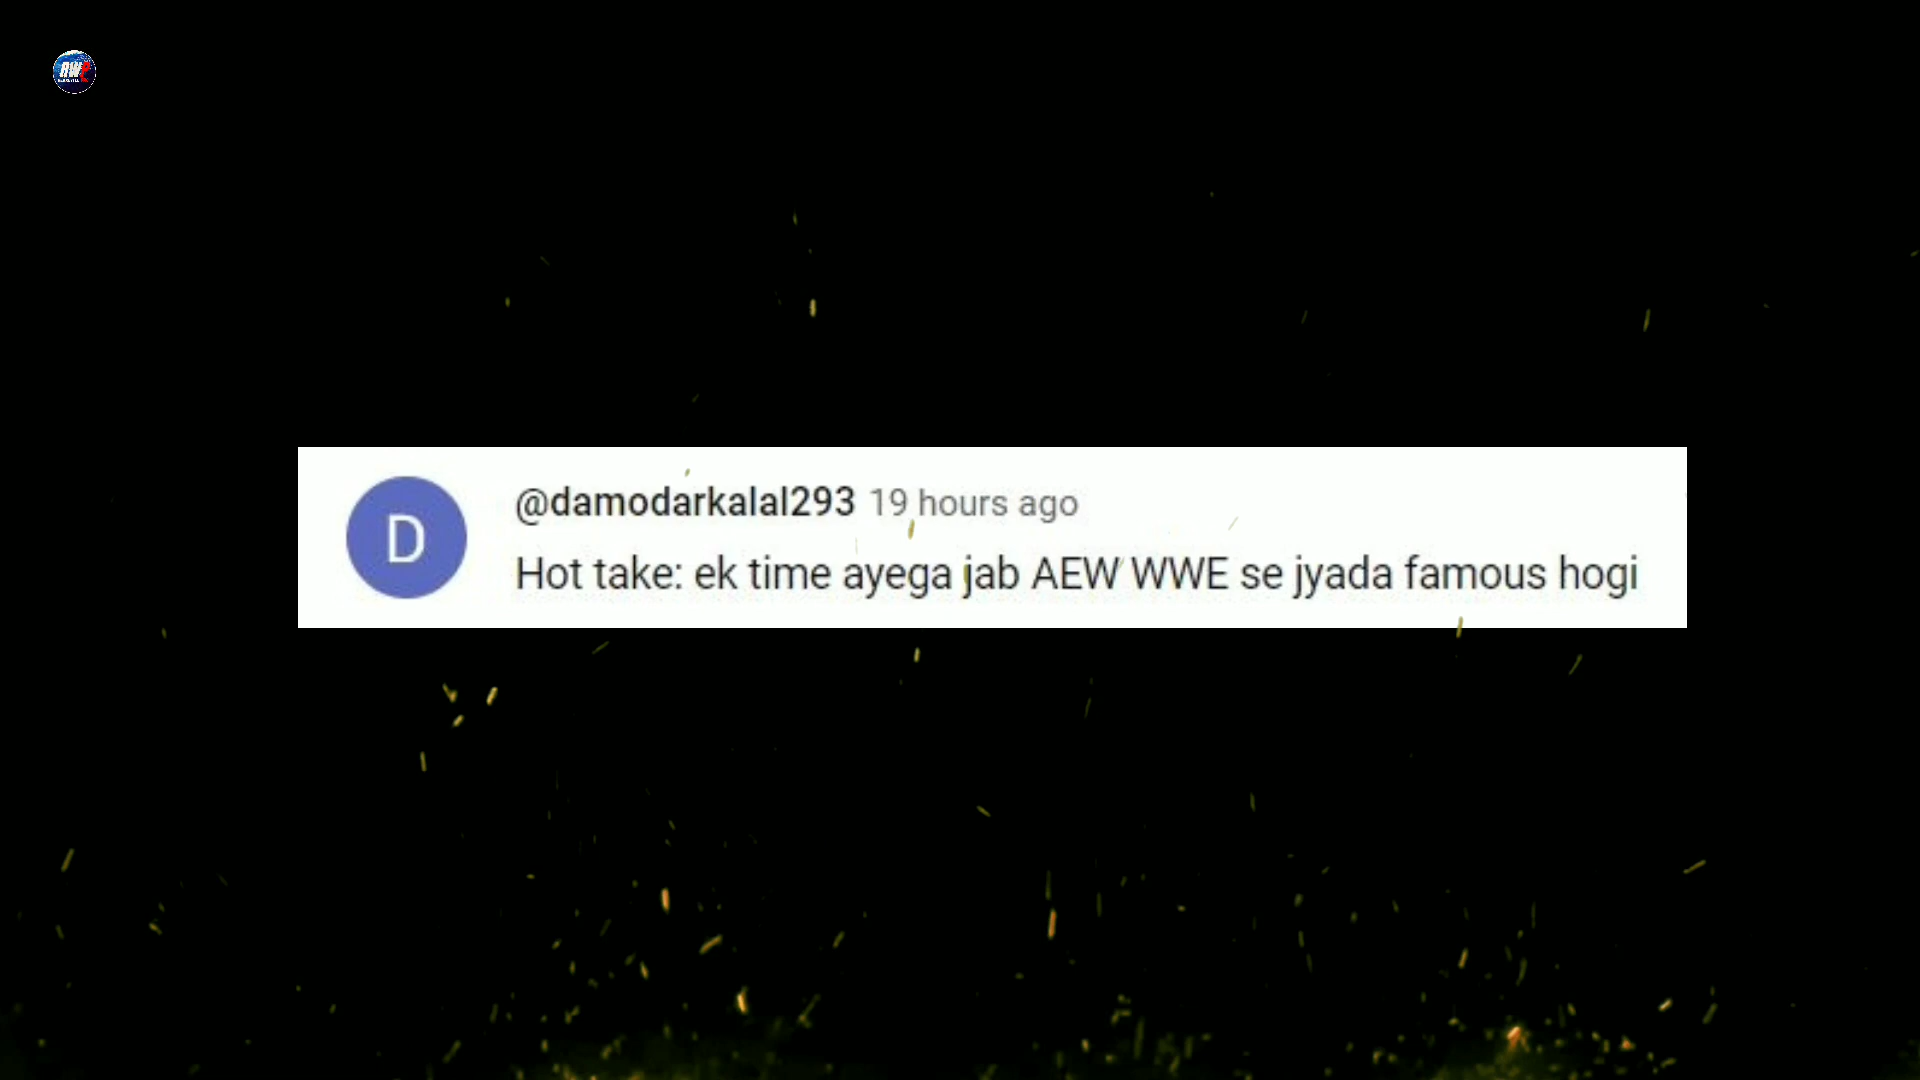 @damodarkalal293 19 hours ago
D
Hot take: ek time ayega jab AEW WWE se jyada famous hogi